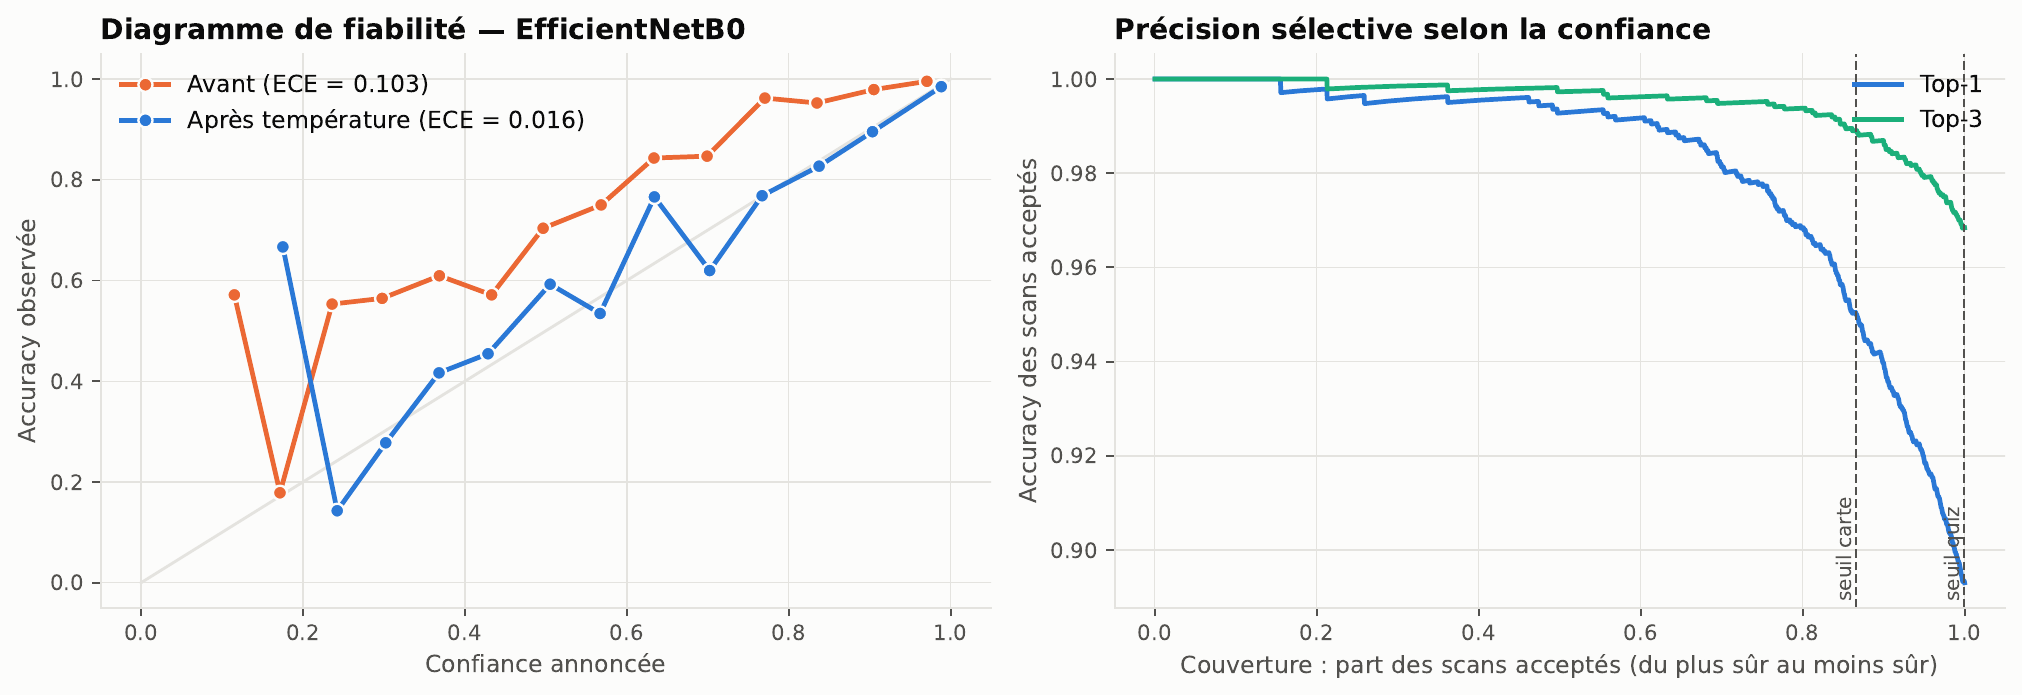 Diagramme de fiabilité — EfficientNetB0
Avant (ECE = 0.103)
Après température (ECE = 0.016)
Accuracy observée
1.0
0.8
0.6
0.4
0.2
0.0
0.0 0.2 0.4 0.6 0.8 1.0
Confiance annoncée
Précision sélective selon la confiance
Top-1
Top-3
Accuracy des scans acceptés
1.00
0.98
0.96
0.94
0.92
0.90
seuil carte
seuil quiz
0.0 0.2 0.4 0.6 0.8 1.0
Couverture : part des scans acceptés (du plus sûr au moins sûr)